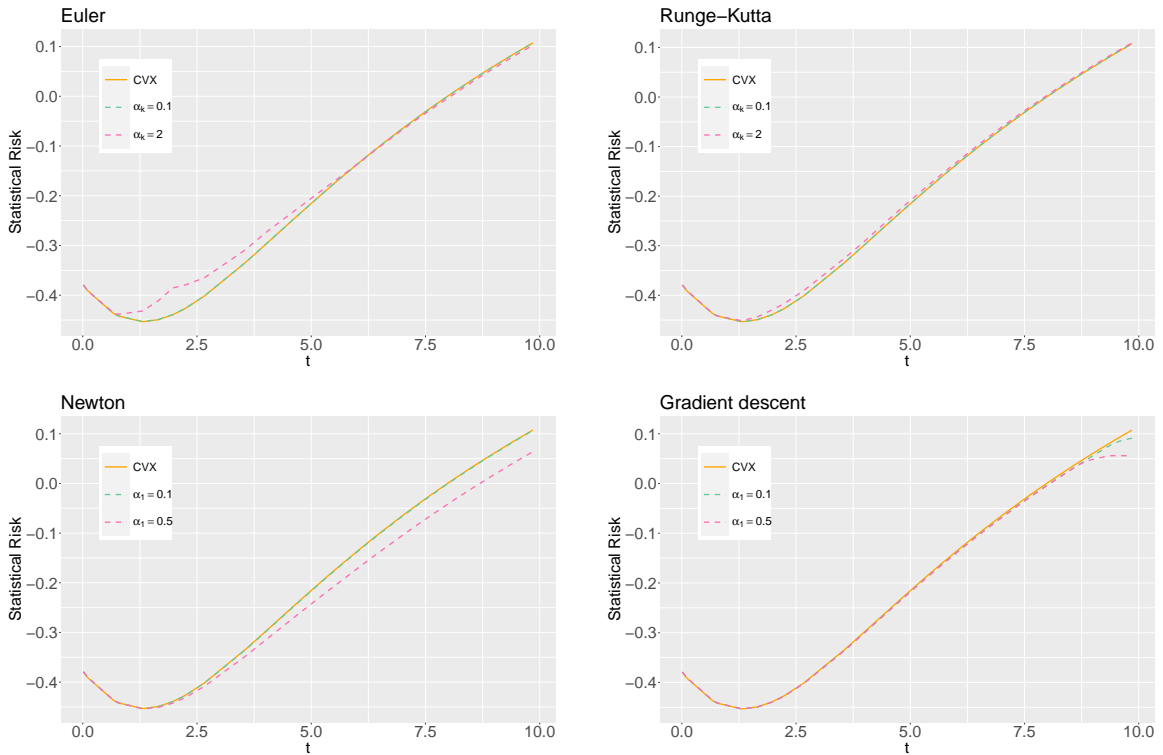 Euler
Statistical Risk
0.1
0.0
−0.1
−0.2
−0.3
−0.4
CVX
αk = 0.1
αk = 2
0.0 2.5 5.0 7.5 10.0
t
Runge−Kutta
Statistical Risk
0.1
0.0
−0.1
−0.2
−0.3
−0.4
CVX
αk = 0.1
αk = 2
0.0 2.5 5.0 7.5 10.0
t
Newton
Statistical Risk
0.1
0.0
−0.1
−0.2
−0.3
−0.4
CVX
α1 = 0.1
α1 = 0.5
0.0 2.5 5.0 7.5 10.0
t
Gradient descent
Statistical Risk
0.1
0.0
−0.1
−0.2
−0.3
−0.4
CVX
α1 = 0.1
α1 = 0.5
0.0 2.5 5.0 7.5 10.0
t